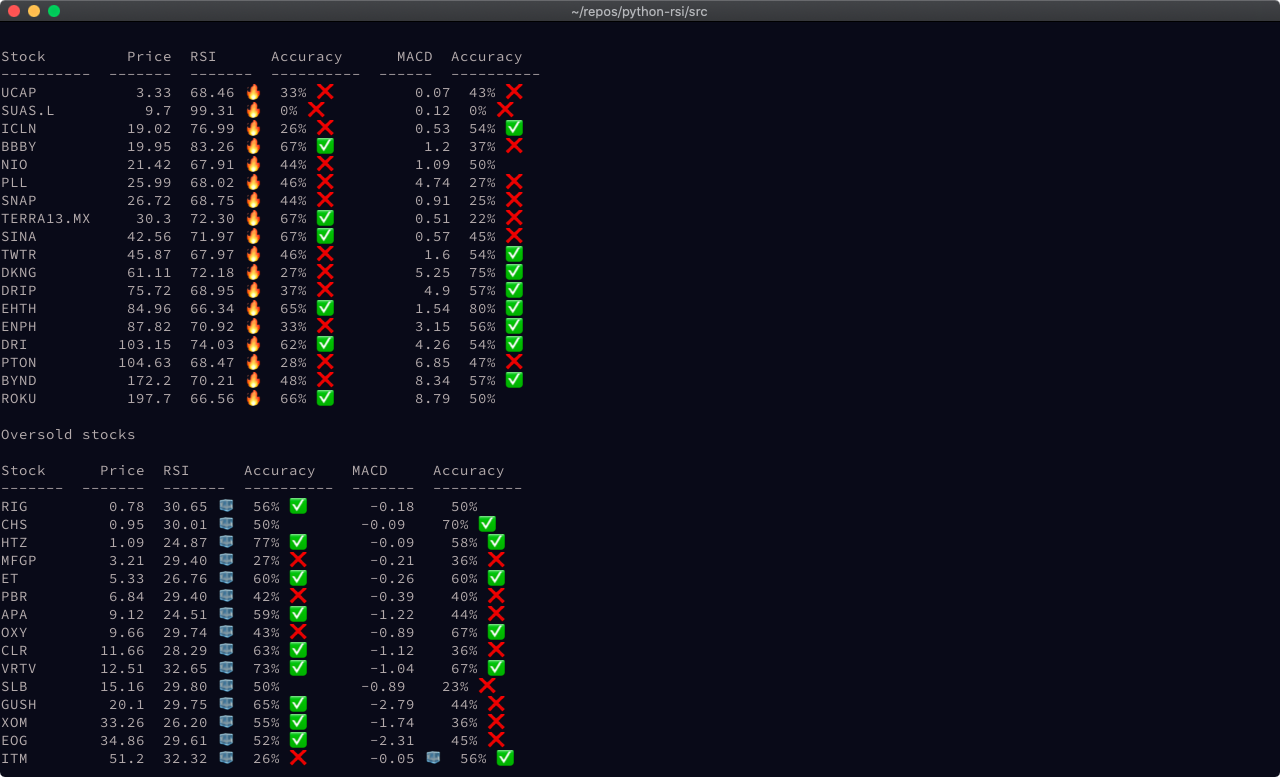 ~/repos/python-rsi/src
Stock Price RSI Accuracy MACD Accuracy
---------- ------- ------- ---------- ------ ----------
UCAP 3.33 68.46 🔥 33% ❌ 0.07 43% ❌
SUAS.L 9.7 99.31 🔥 0% ❌ 0.12 0% ❌
ICLN 19.02 76.99 🔥 26% ❌ 0.53 54% ✅
BBBY 19.95 83.26 🔥 67% ✅ 1.2 37% ❌
NIO 21.42 67.91 🔥 44% ❌ 1.09 50%
PLL 25.99 68.02 🔥 46% ❌ 4.74 27% ❌
SNAP 26.72 68.75 🔥 44% ❌ 0.91 25% ❌
TERRA13.MX 30.3 72.30 🔥 67% ✅ 0.51 22% ❌
SINA 42.56 71.97 🔥 67% ✅ 0.57 45% ❌
TWTR 45.87 67.97 🔥 46% ❌ 1.6 54% ✅
DKNG 61.11 72.18 🔥 27% ❌ 5.25 75% ✅
DRIP 75.72 68.95 🔥 37% ❌ 4.9 57% ✅
EHTH 84.96 66.34 🔥 65% ✅ 1.54 80% ✅
ENPH 87.82 70.92 🔥 33% ❌ 3.15 56% ✅
DRI 103.15 74.03 🔥 62% ✅ 4.26 54% ✅
PTON 104.63 68.47 🔥 28% ❌ 6.85 47% ❌
BYND 172.2 70.21 🔥 48% ❌ 8.34 57% ✅
ROKU 197.7 66.56 🔥 66% ✅ 8.79 50%
Oversold stocks
Stock Price RSI Accuracy MACD Accuracy
------- ------- ------- ---------- ------- ----------
RIG 0.78 30.65 🧊 56% ✅ -0.18 50%
CHS 0.95 30.01 🧊 50% -0.09 70% ✅
HTZ 1.09 24.87 🧊 77% ✅ -0.09 58% ✅
MFGP 3.21 29.40 🧊 27% ❌ -0.21 36% ❌
ET 5.33 26.76 🧊 60% ✅ -0.26 60% ✅
PBR 6.84 29.40 🧊 42% ❌ -0.39 40% ❌
APA 9.12 24.51 🧊 59% ✅ -1.22 44% ❌
OXY 9.66 29.74 🧊 43% ❌ -0.89 67% ✅
CLR 11.66 28.29 🧊 63% ✅ -1.12 36% ❌
VRTV 12.51 32.65 🧊 73% ✅ -1.04 67% ✅
SLB 15.16 29.80 🧊 50% -0.89 23% ❌
GUSH 20.1 29.75 🧊 65% ✅ -2.79 44% ❌
XOM 33.26 26.20 🧊 55% ✅ -1.74 36% ❌
EOG 34.86 29.61 🧊 52% ✅ -2.31 45% ❌
ITM 51.2 32.32 🧊 26% ❌ -0.05 🧊 56% ✅